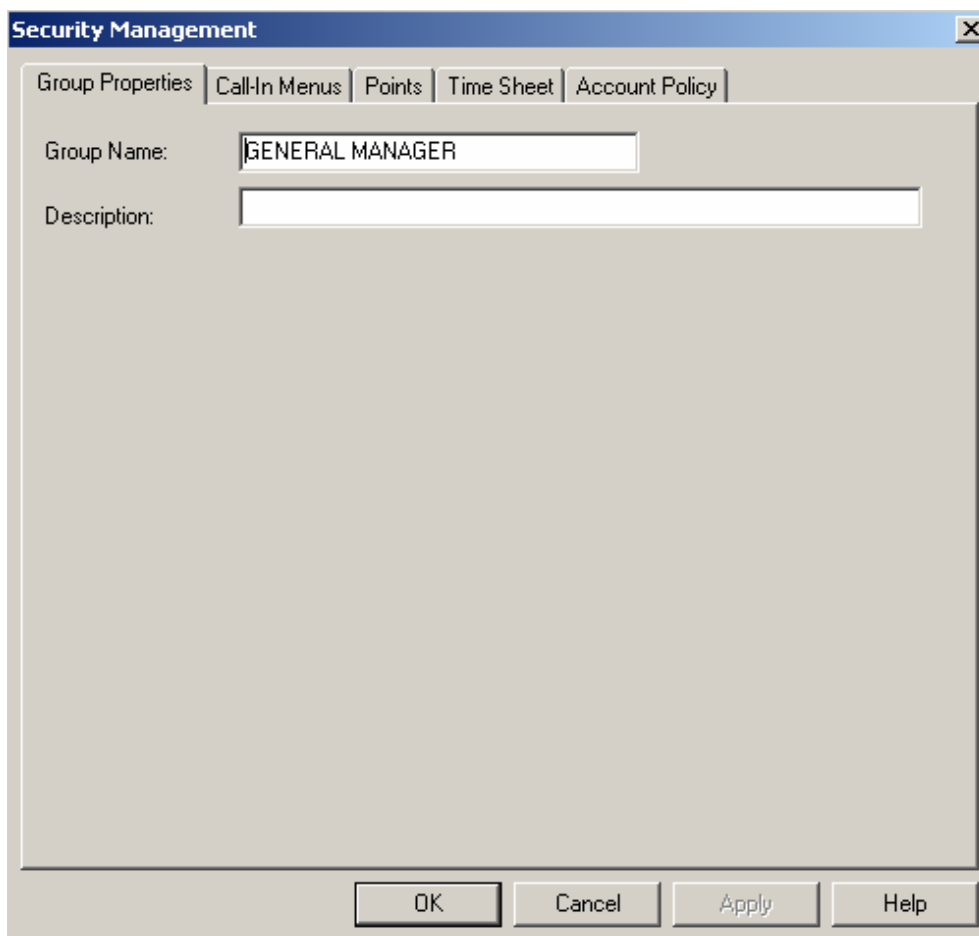 Security Management
Group Properties Call-In Menus Points Time Sheet Account Policy
Group Name: GENERAL MANAGER
Description:
OK Cancel Apply Help